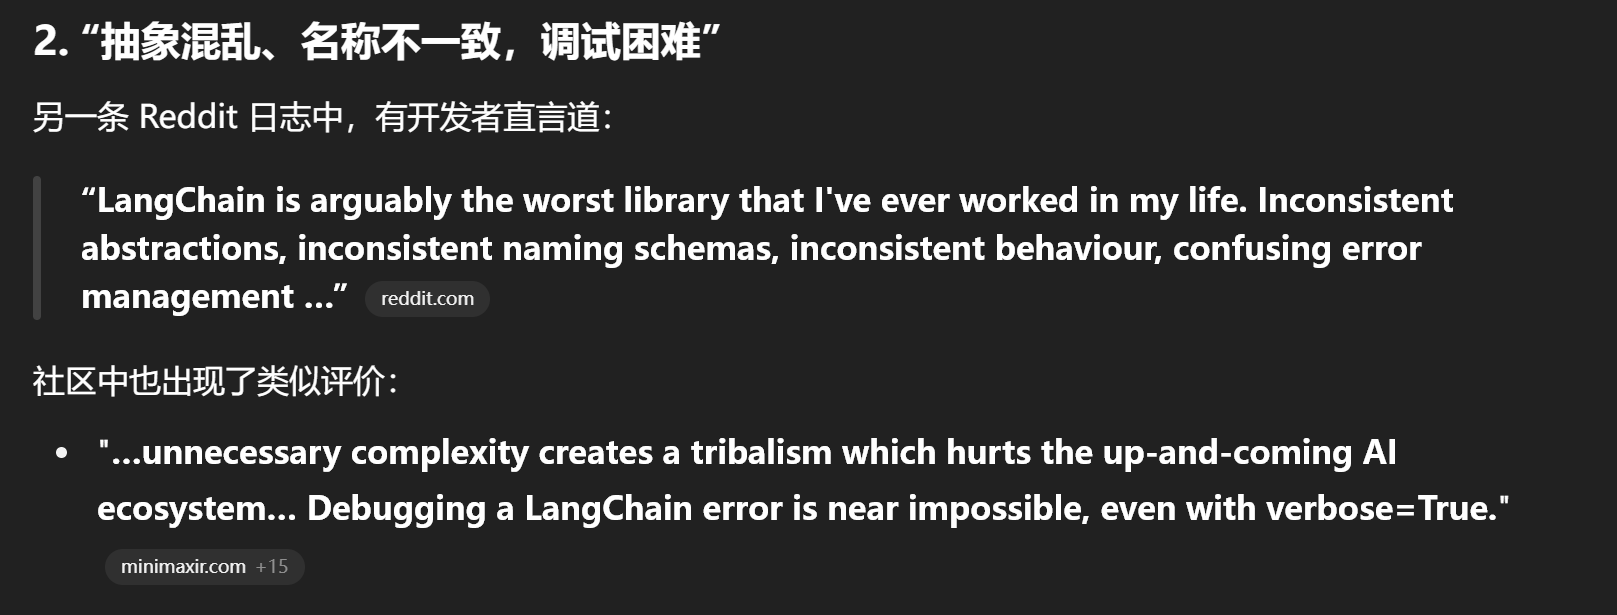 2. “抽象混乱、名称不一致，调试困难”
另一条 Reddit 日志中，有开发者直言道：
“LangChain is arguably the worst library that I've ever worked in my life. Inconsistent
abstractions, inconsistent naming schemas, inconsistent behaviour, confusing error
management …” reddit.com
社区中也出现了类似评价：
• "…unnecessary complexity creates a tribalism which hurts the up-and-coming AI
ecosystem… Debugging a LangChain error is near impossible, even with verbose=True."
minimaxir.com +15